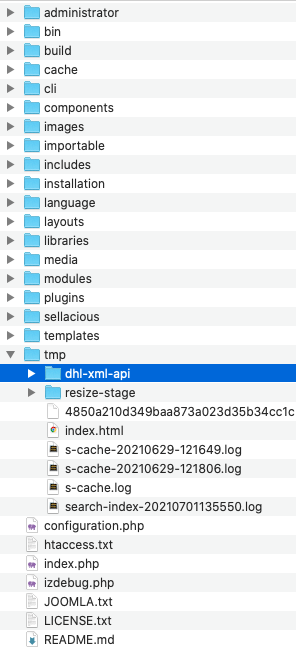 administrator
bin
build
cache
cli
components
images
importable
includes
installation
language
layouts
libraries
media
modules
plugins
sellacious
templates
tmp
dhl-xml-api
resize-stage
4850a210d349baa873a023d35b34cc1c
index.html
s-cache-20210629-121649.log
s-cache-20210629-121806.log
s-cache.log
search-index-20210701135550.log
configuration.php
htaccess.txt
index.php
izdebug.php
JOOMLA.txt
LICENSE.txt
README.md